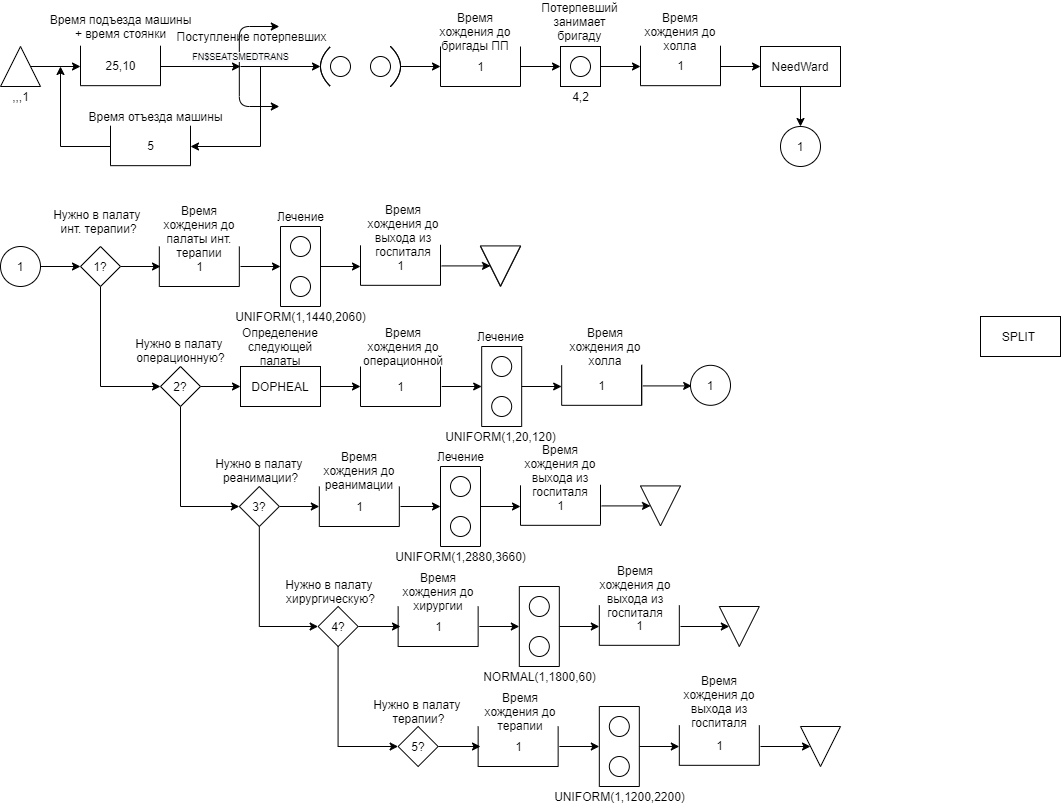 Время подъезда машины
+ время стоянки
25,10
,,,1
Время отъезда машины
5
Поступление потерпевших
FN$SEATSMEDTRANS
Время
хождения до
бригады ПП
1
Потерпевший
занимает
бригаду
4,2
Время
хождения до
холла
1
NeedWard
1
1
Нужно в палату
инт. терапии?
1?
Время
хождения до
палаты инт.
терапии
1
Лечение
UNIFORM(1,1440,2060)
Время
хождения до
выхода из
госпиталя
1
Нужно в палату
операционную?
2?
Определение
следующей
палаты
DOPHEAL
Время
хождения до
операционной
1
Лечение
UNIFORM(1,20,120)
Время
хождения до
холла
1
1
SPLIT
Нужно в палату
реанимации?
3?
Время
хождения до
реанимации
1
Лечение
UNIFORM(1,2880,3660)
Время
хождения до
выхода из
госпиталя
1
Нужно в палату
хирургическую?
4?
Время
хождения до
хирургии
1
NORMAL(1,1800,60)
Время
хождения до
выхода из
госпиталя
1
Нужно в палату
терапии?
5?
Время
хождения до
терапии
1
UNIFORM(1,1200,2200)
Время
хождения до
выхода из
госпиталя
1